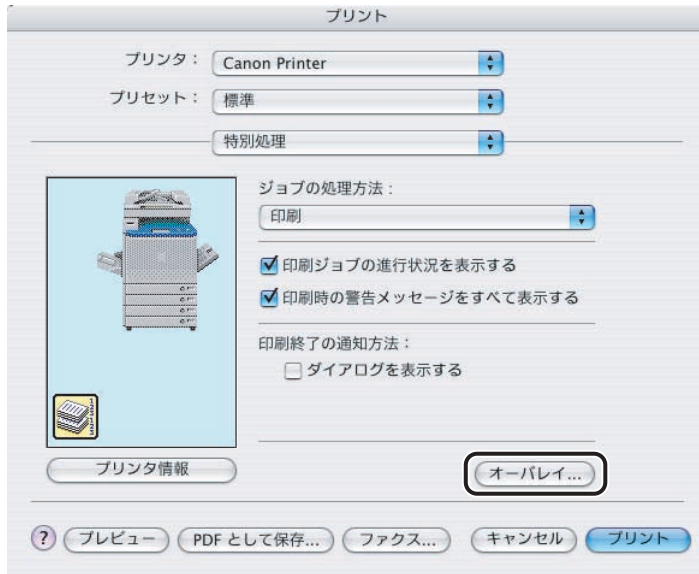 プリント
プリンタ： Canon Printer
プリセット： 標準
特別処理
ジョブの処理方法：
印刷
印刷ジョブの進行状況を表示する
印刷時の警告メッセージをすべて表示する
印刷終了の通知方法：
ダイアログを表示する
プリンタ情報 オーバレイ...
? プレビュー PDF として保存... ファクス... キャンセル プリント